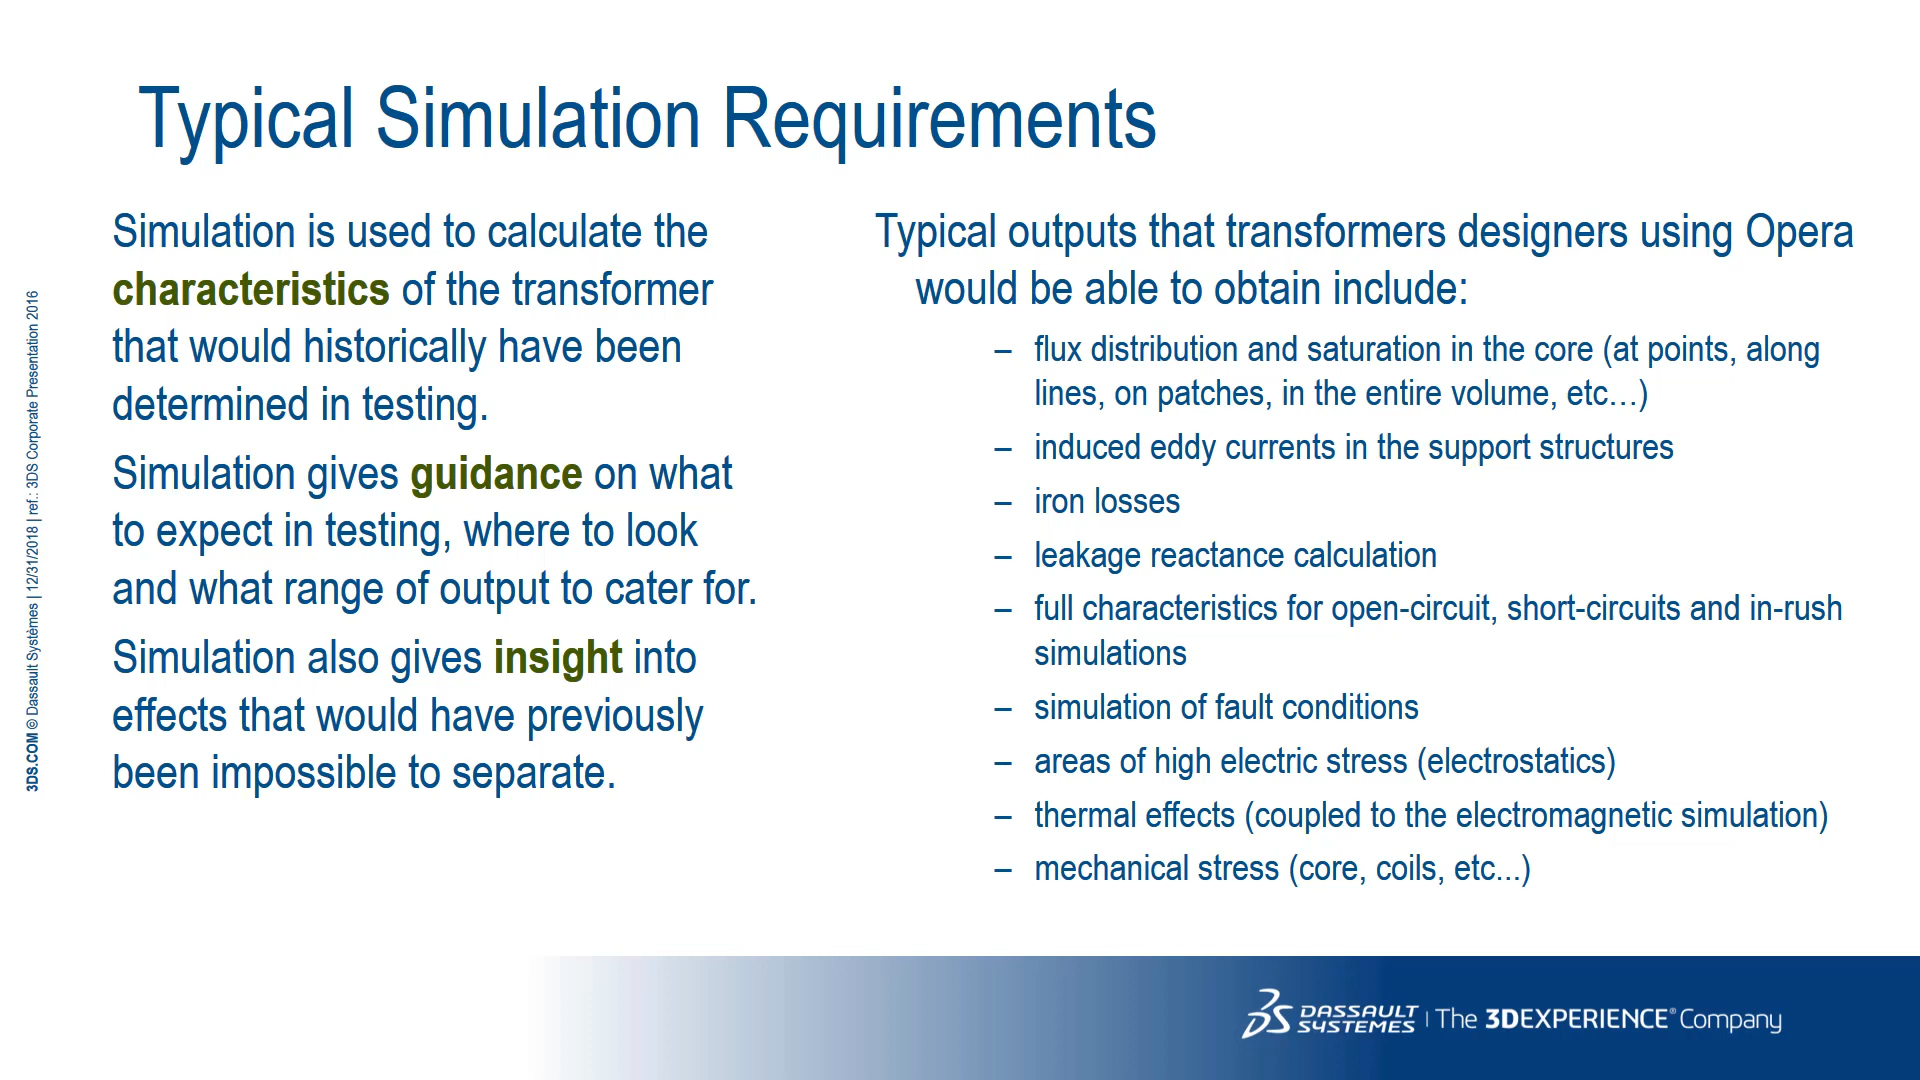 Typical Simulation Requirements
Simulation is used to calculate the
characteristics of the transformer
that would historically have been
determined in testing.
Simulation gives guidance on what
to expect in testing, where to look
and what range of output to cater for.
Simulation also gives insight into
effects that would have previously
been impossible to separate.
Typical outputs that transformers designers using Opera
would be able to obtain include:
– flux distribution and saturation in the core (at points, along
lines, on patches, in the entire volume, etc…)
– induced eddy currents in the support structures
– iron losses
– leakage reactance calculation
– full characteristics for open-circuit, short-circuits and in-rush
simulations
– simulation of fault conditions
– areas of high electric stress (electrostatics)
– thermal effects (coupled to the electromagnetic simulation)
– mechanical stress (core, coils, etc...)
3DS.COM © Dassault Systèmes | 12/31/2018 | ref.: 3DS Corporate Presentation 2016
3DS DASSAULT
SYSTEMES | The 3DEXPERIENCE® Company